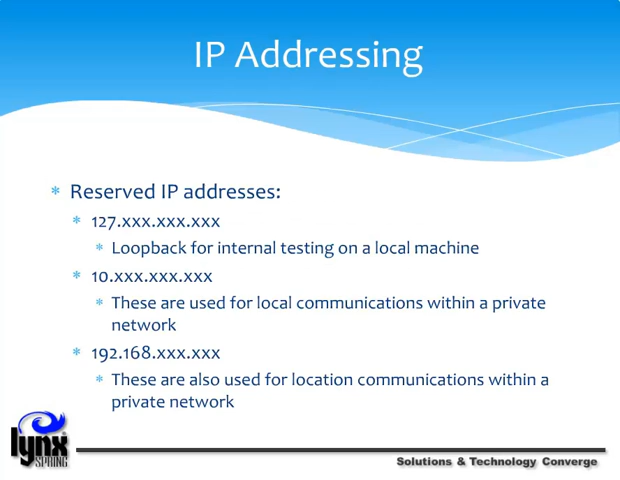 IP Addressing
* Reserved IP addresses:
* 127.xxx.xxx.xxx
* Loopback for internal testing on a local machine
* 10.xxx.xxx.xxx
* These are used for local communications within a private
network
* 192.168.xxx.xxx
* These are also used for location communications within a
private network
lynx
SPRING
Solutions & Technology Converge